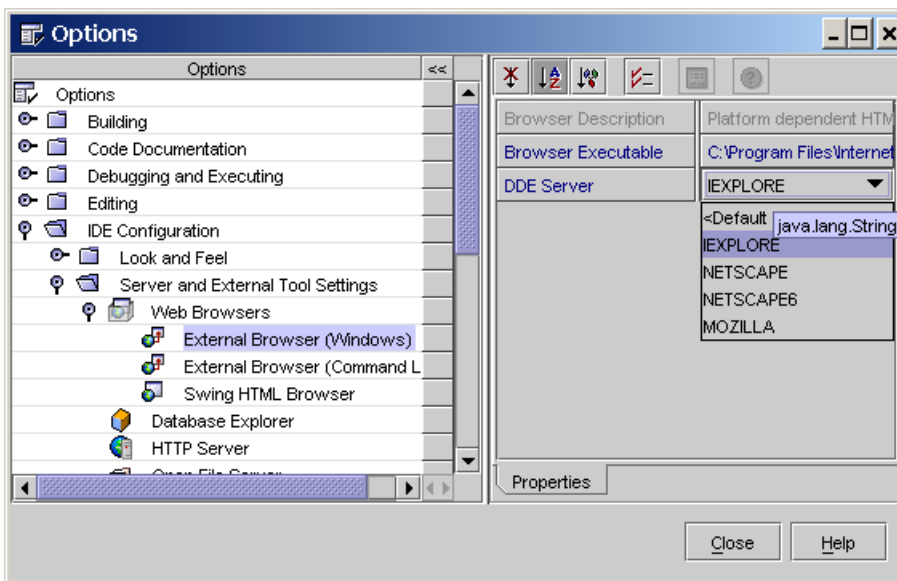 Options
Options <<
Options
Building
Code Documentation
Debugging and Executing
Editing
IDE Configuration
Look and Feel
Server and External Tool Settings
Web Browsers
External Browser (Windows)
External Browser (Command L
Swing HTML Browser
Database Explorer
HTTP Server
Open File Server
Browser Description Platform dependent HTM
Browser Executable C:\Program Files\Internet
DDE Server IEXPLORE
<Default
java.lang.String
IEXPLORE
NETSCAPE
NETSCAPE6
MOZILLA
Properties
Close Help